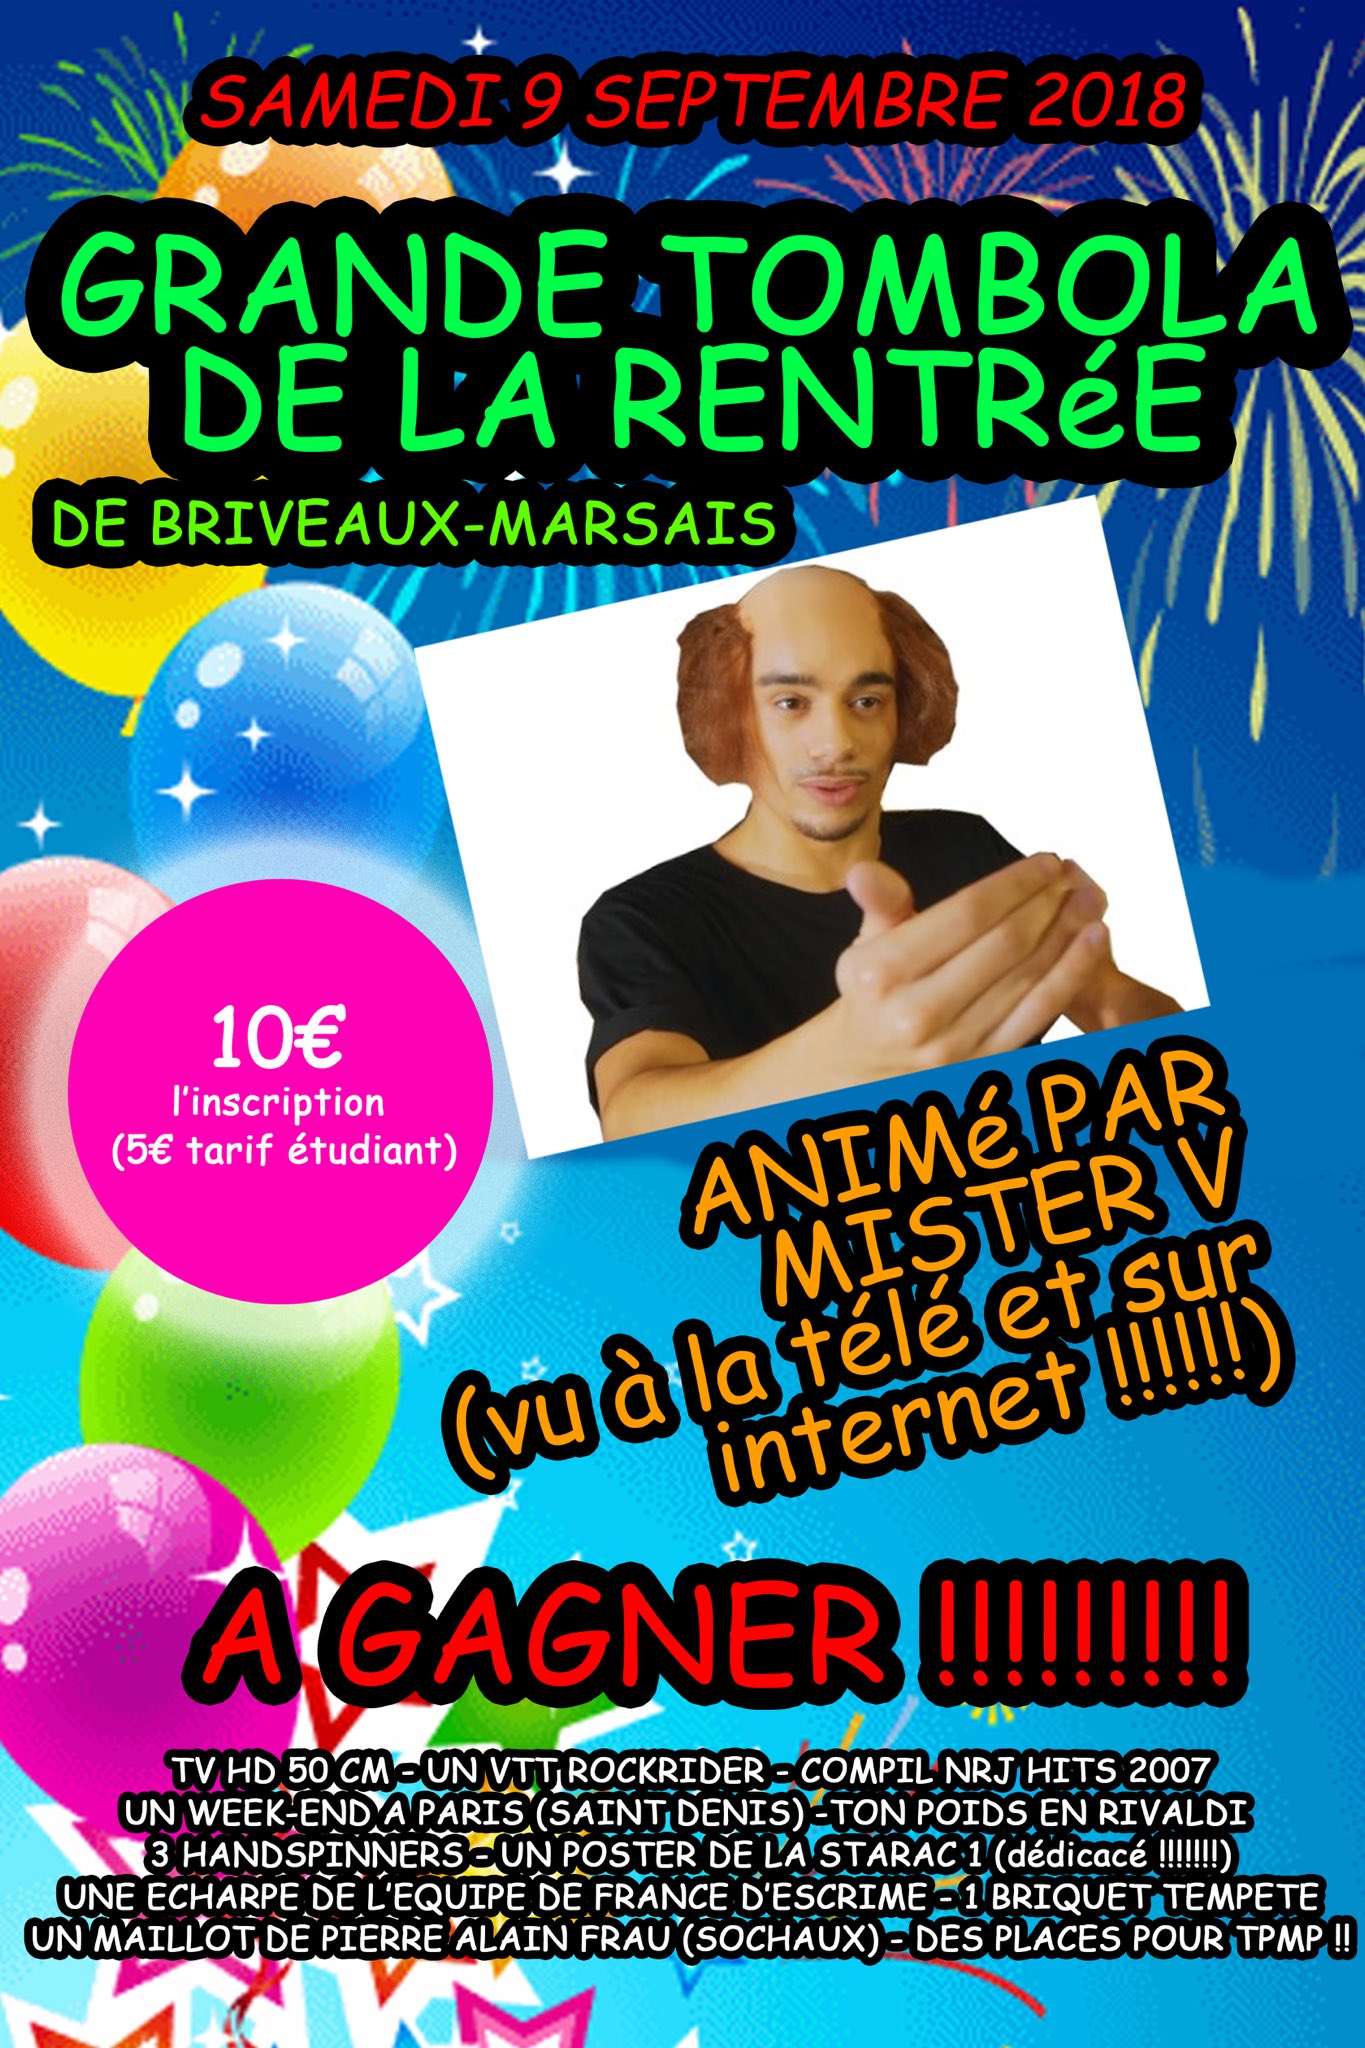 SAMEDI 9 SEPTEMBRE 2018
GRANDE TOMBOLA
DE LA RENTRéE
DE BRIVEAUX-MARSAIS
10€
l'inscription
(5€ tarif étudiant)
ANIMé PAR
MISTER V
(vu à la télé et sur
internet !!!!!!)
A GAGNER !!!!!!!!!
TV HD 50 CM - UN VTT ROCKRIDER - COMPIL NRJ HITS 2007
UN WEEK-END A PARIS (SAINT DENIS) -TON POIDS EN RIVALDI
3 HANDSPINNERS - UN POSTER DE LA STARAC 1 (dédicacé !!!!!!!)
UNE ECHARPE DE L'EQUIPE DE FRANCE D'ESCRIME - 1 BRIQUET TEMPETE
UN MAILLOT DE PIERRE ALAIN FRAU (SOCHAUX) - DES PLACES POUR TPMP !!